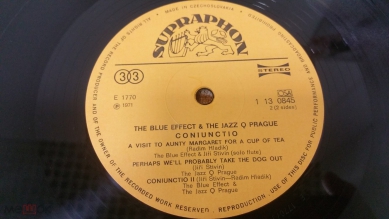 MADE IN CZECHOSLOVAKIA
SUPRAPHON
33
STEREO
E 1770
Ⓟ 1971
1 13 0845
(2 sides)
THE BLUE EFFECT & THE JAZZ Q PRAGUE
CONIUNCTIO
A VISIT TO AUNTY MARGARET FOR A CUP OF TEA
(Radim Hladík)
The Blue Effect & Jiří Stivín (solo flute)
PERHAPS WE'LL PROBABLY TAKE THE DOG OUT
(Jiří Stivín)
The Jazz Q Prague
CONIUNCTIO II (Jiří Stivín—Radim Hladík)
The Blue Effect &
The Jazz Q Prague
ALL RIGHTS OF THE PRODUCER AND OF THE OWNER OF THE RECORDED WORK RESERVED. REPRODUCTION - USE OF THIS DISC FOR PUBLIC PERFORMANCE